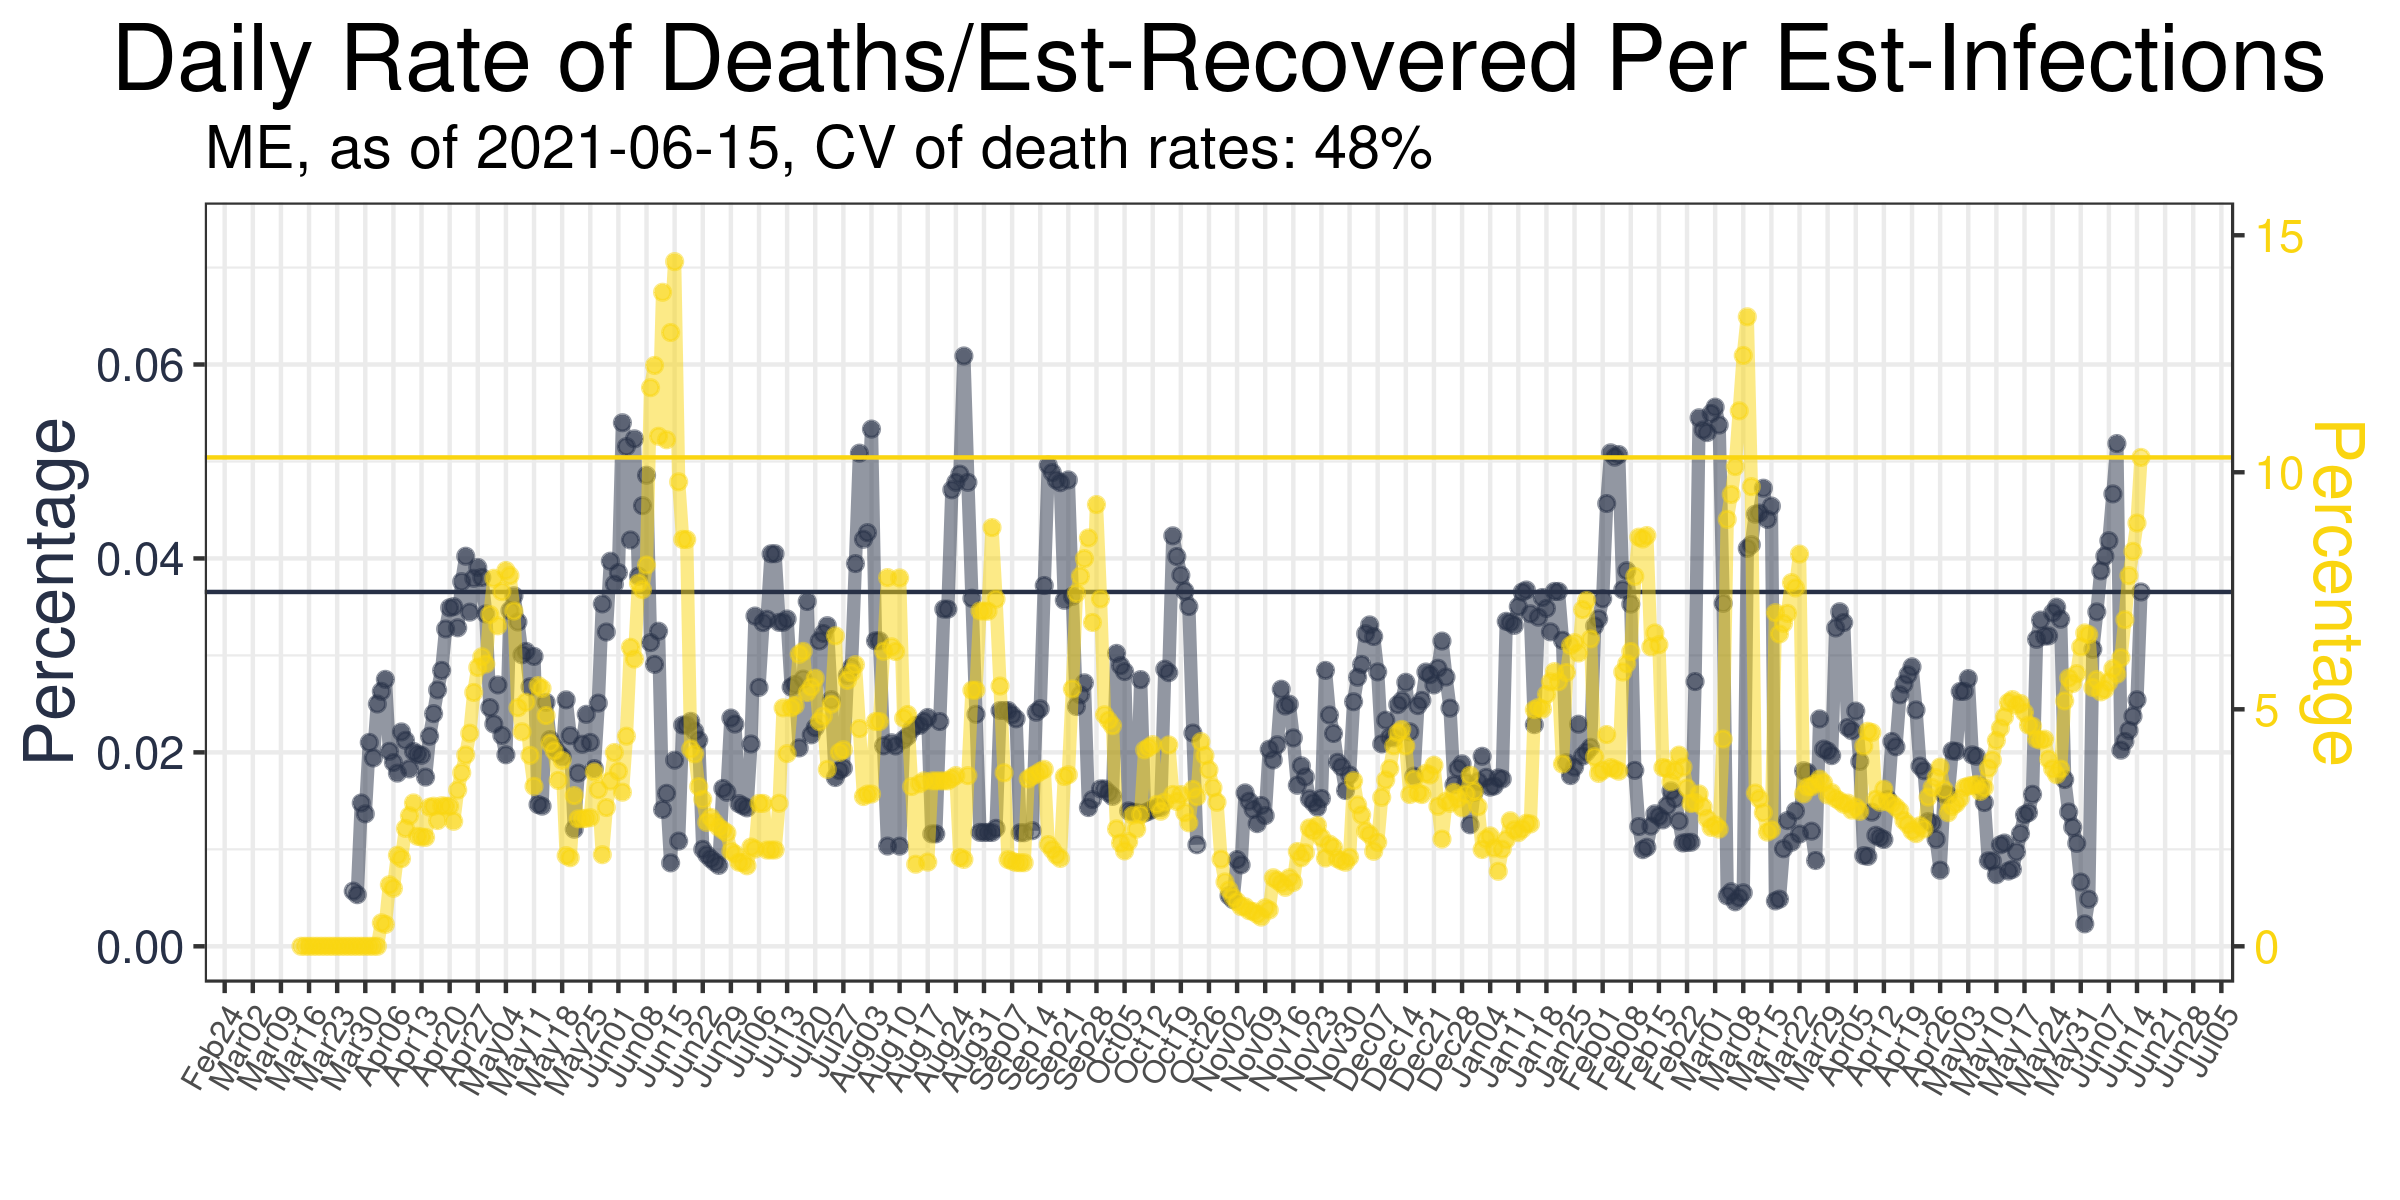 Daily Rate of Deaths/Est-Recovered Per Est-Infections
ME, as of 2021-06-15, CV of death rates: 48%
Percentage
0.06
0.04
0.02
0.00
15
10
5
0
Percentage
Feb24
Mar02
Mar09
Mar16
Mar23
Mar30
Apr06
Apr13
Apr20
Apr27
May04
May11
May18
May25
Jun01
Jun08
Jun15
Jun22
Jun29
Jul06
Jul13
Jul20
Jul27
Aug03
Aug10
Aug17
Aug24
Aug31
Sep07
Sep14
Sep21
Sep28
Oct05
Oct12
Oct19
Oct26
Nov02
Nov09
Nov16
Nov23
Nov30
Dec07
Dec14
Dec21
Dec28
Jan04
Jan11
Jan18
Jan25
Feb01
Feb08
Feb15
Feb22
Mar01
Mar08
Mar15
Mar22
Mar29
Apr05
Apr12
Apr19
Apr26
May03
May10
May17
May24
May31
Jun07
Jun14
Jun21
Jun28
Jul05